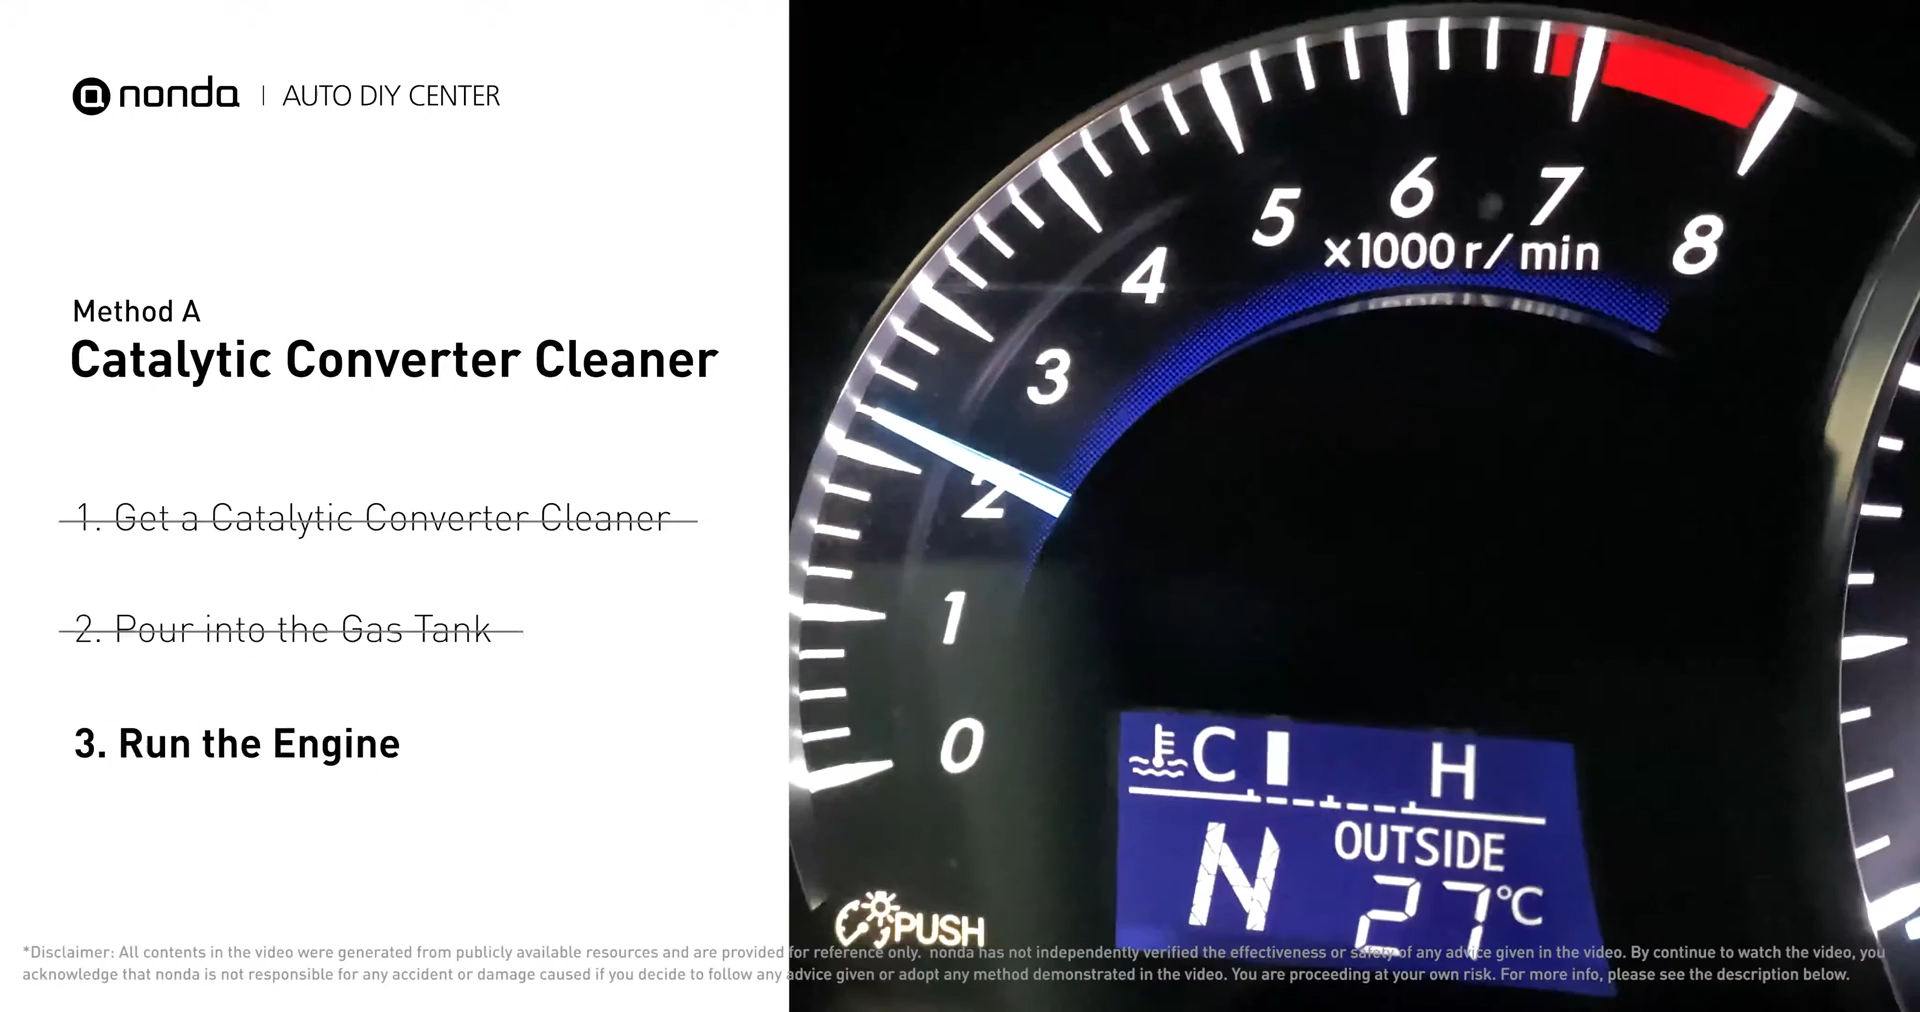 nonda | AUTO DIY CENTER
Method A
Catalytic Converter Cleaner
1. Get a Catalytic Converter Cleaner
2. Pour into the Gas Tank
3. Run the Engine
8
7
6
5
x1000 r/min
4
3
2
1
0
C H
N OUTSIDE
27°C
PUSH
*Disclaimer: All contents in the video were generated from publicly available resources and are provided for reference only. nonda has not independently verified the effectiveness or safety of any advice given in the video. By continue to watch the video, you
acknowledge that nonda is not responsible for any accident or damage caused if you decide to follow any advice given or adopt any method demonstrated in the video. You are proceeding at your own risk. For more info, please see the description below.